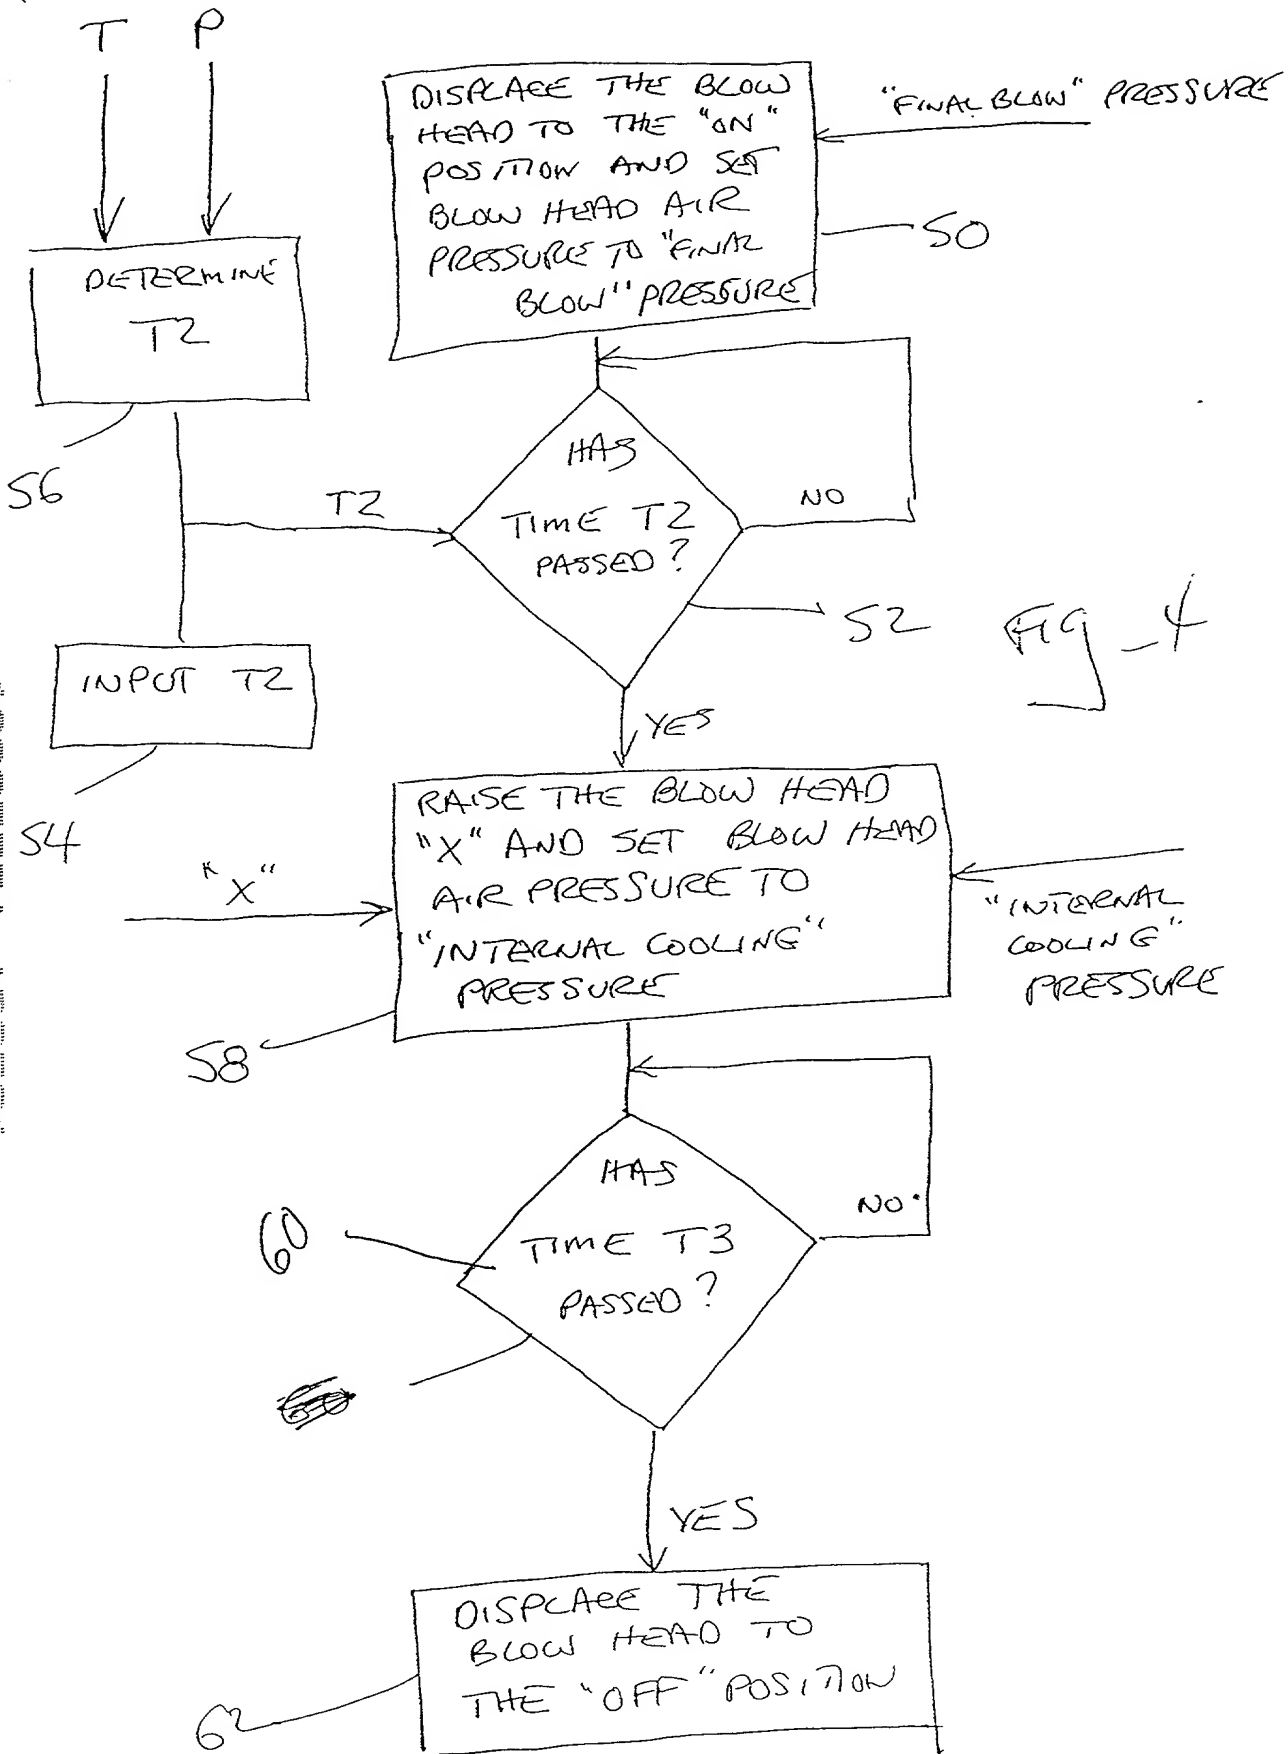 T P
DISPLACE THE BLOW
HEAD TO THE "ON"
POSITION AND SET
BLOW HEAD AIR
PRESSURE TO "FINAL
BLOW" PRESSURE
"FINAL BLOW" PRESSURE
50
DETERMINE
T2
56
HAS
TIME T2
PASSED?
NO
T2
52
FIG_4
INPUT T2
54
YES
RAISE THE BLOW HEAD
"X" AND SET BLOW HEAD
AIR PRESSURE TO
"INTERNAL COOLING"
PRESSURE
"X"
"INTERNAL
COOLING"
PRESSURE
58
HAS
TIME T3
PASSED?
NO
60
YES
DISPLACE THE
BLOW HEAD TO
THE "OFF" POSITION
62